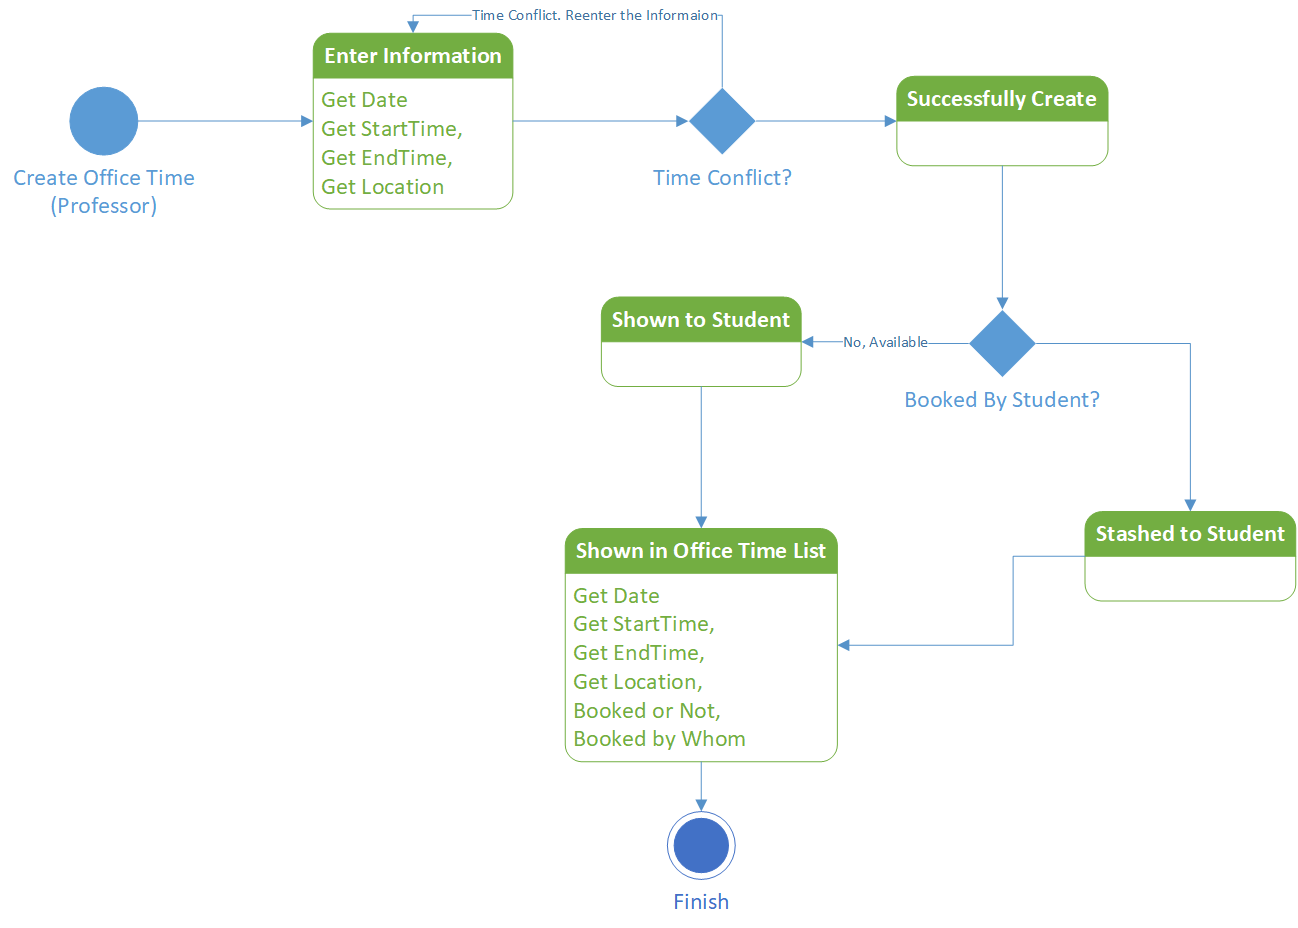 Time Conflict. Reenter the Informaion
Enter Information
Get Date
Get StartTime,
Get EndTime,
Get Location
Create Office Time
(Professor)
Time Conflict?
Successfully Create
Shown to Student
No, Available
Booked By Student?
Stashed to Student
Shown in Office Time List
Get Date
Get StartTime,
Get EndTime,
Get Location,
Booked or Not,
Booked by Whom
Finish